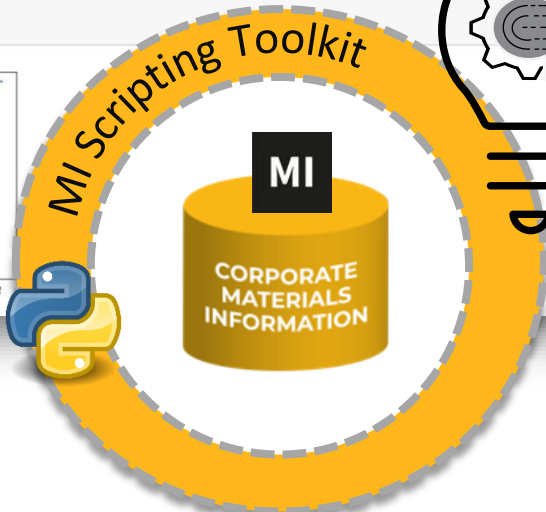 MI Scripting Toolkit
MI
CORPORATE
MATERIALS
INFORMATION